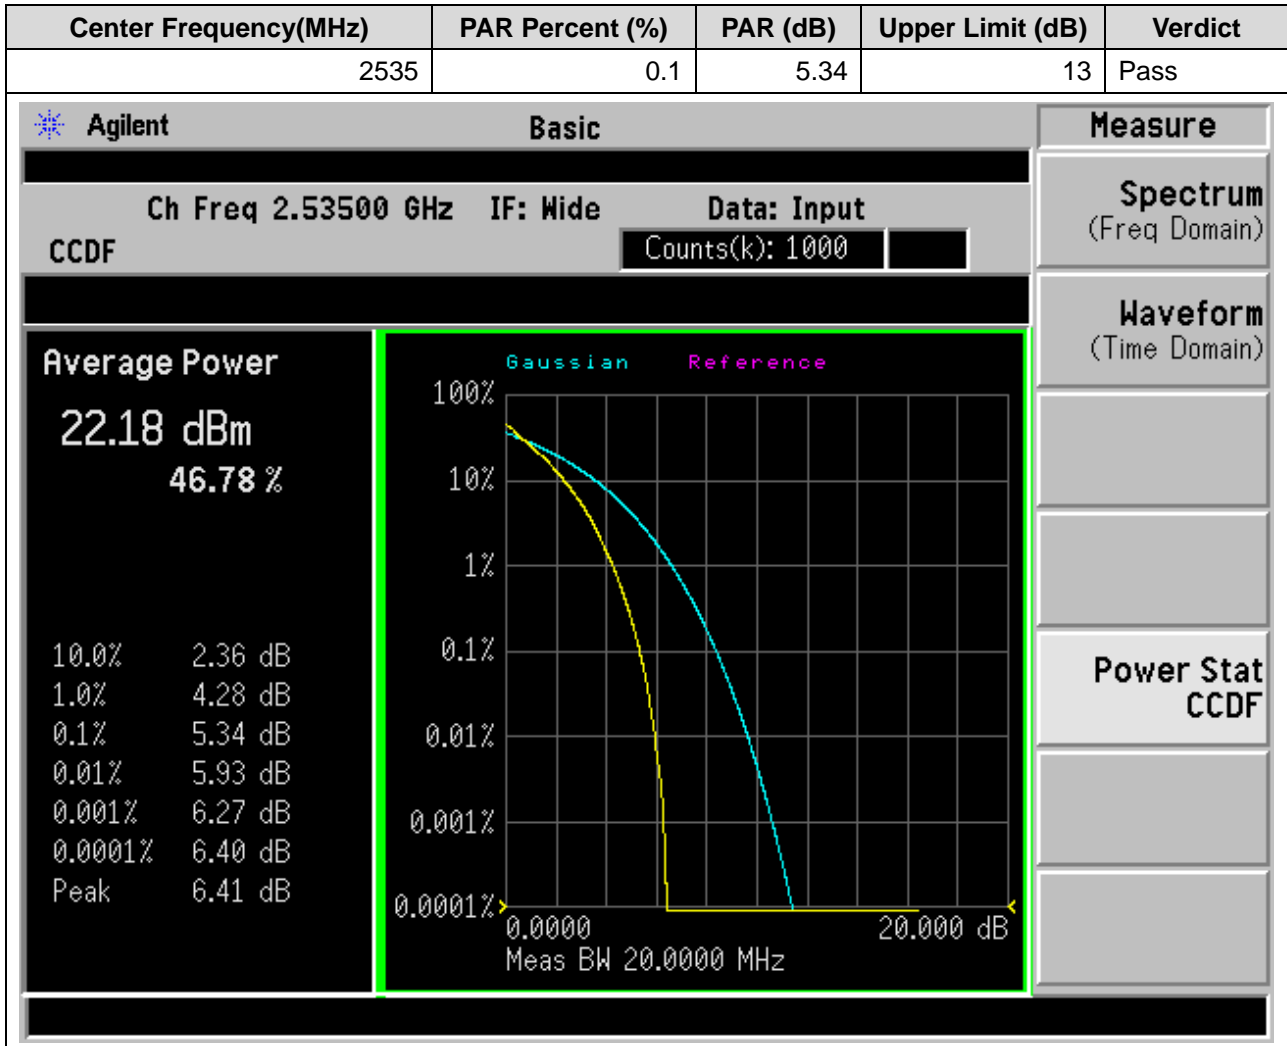 Center Frequency(MHz) PAR Percent (%) PAR (dB) Upper Limit (dB) Verdict
2535 0.1 5.34 13 Pass
Agilent Basic Measure
Ch Freq 2.53500 GHz IF: Wide Data: Input
CCDF Counts(k): 1000
Average Power
22.18 dBm
46.78 %
10.0% 2.36 dB
1.0% 4.28 dB
0.1% 5.34 dB
0.01% 5.93 dB
0.001% 6.27 dB
0.0001% 6.40 dB
Peak 6.41 dB
Gaussian Reference
100%
10%
1%
0.1%
0.01%
0.001%
0.0001%
0.0000 20.000 dB
Meas BW 20.0000 MHz
Spectrum
(Freq Domain)
Waveform
(Time Domain)
Power Stat
CCDF